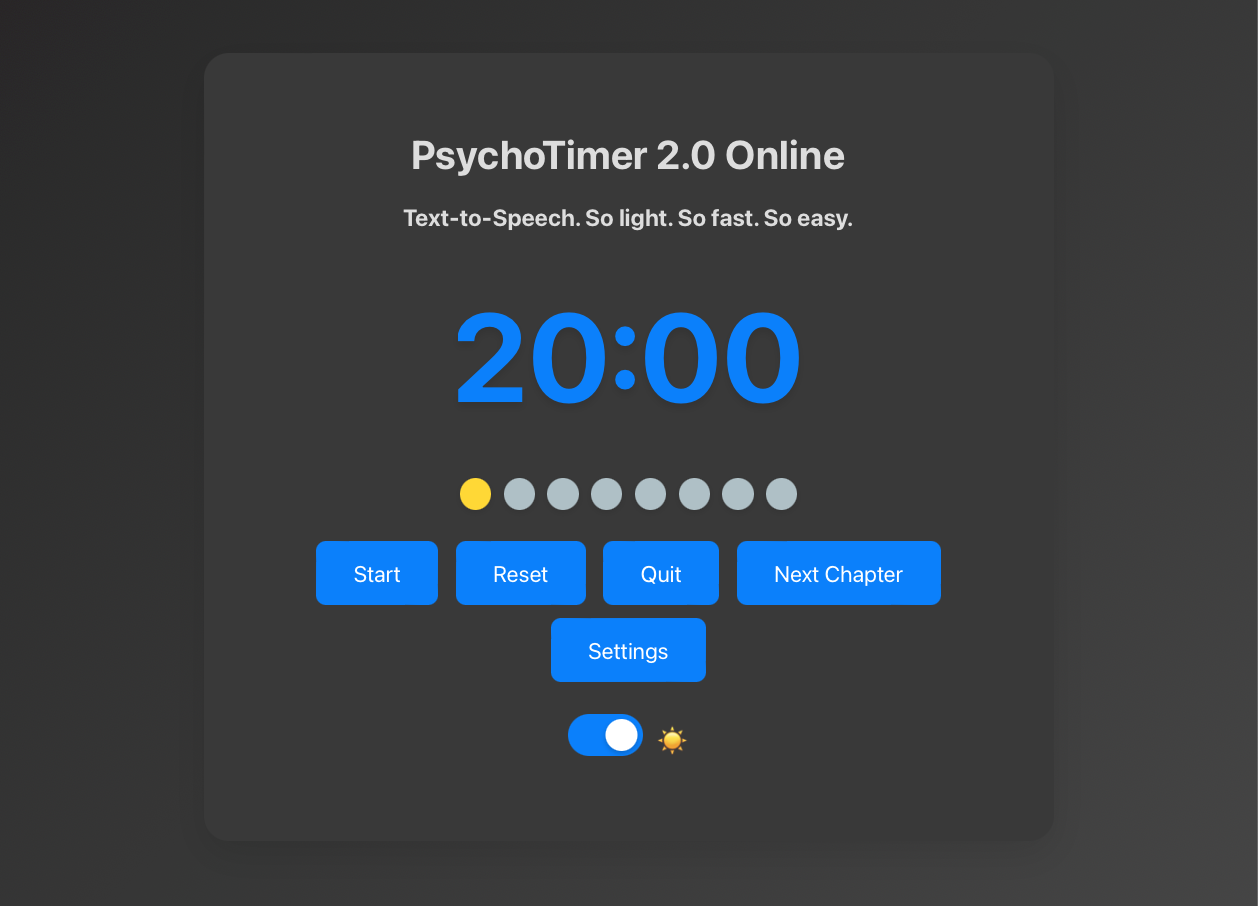 PsychoTimer 2.0 Online
Text-to-Speech. So light. So fast. So easy.
20:00
Start Reset Quit Next Chapter
Settings